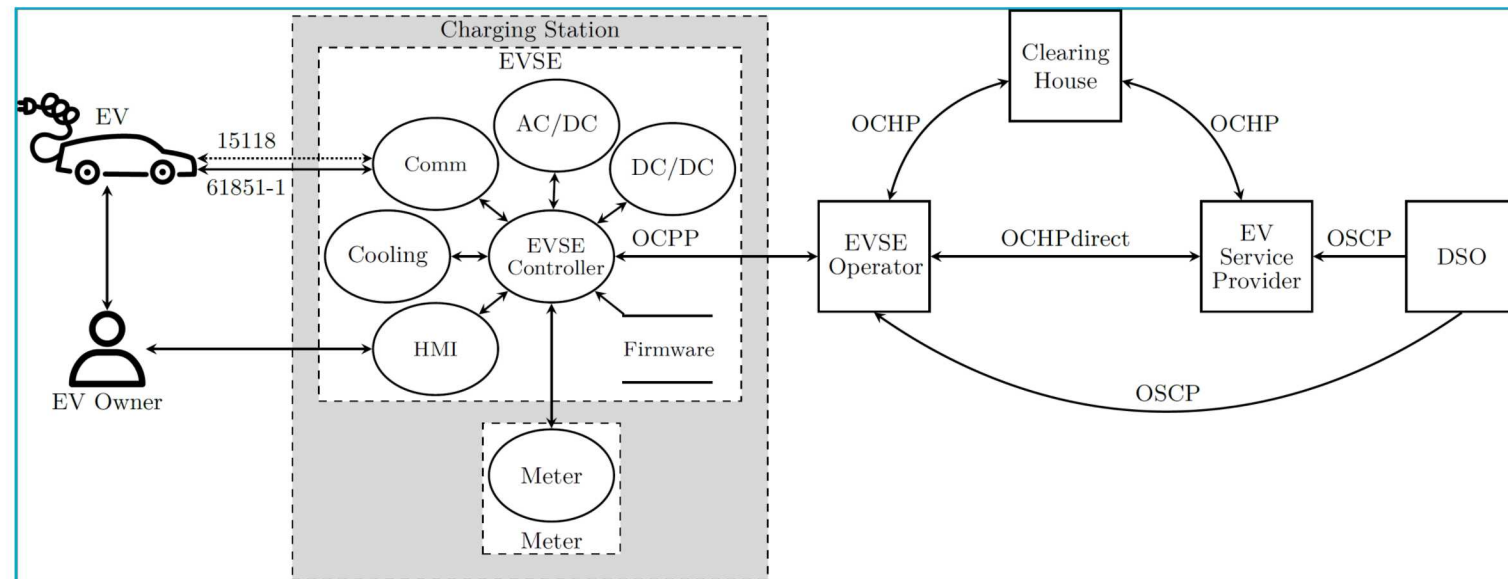 Charging Station
EVSE
Clearing
House
EV
AC/DC
OCHP
OCHP
15118
Comm
DC/DC
61851-1
Cooling
EVSE
Controller
OCPP
EVSE
Operator
OCHPdirect
EV
Service
Provider
OSCP
DSO
HMI
Firmware
EV Owner
OSCP
Meter
Meter